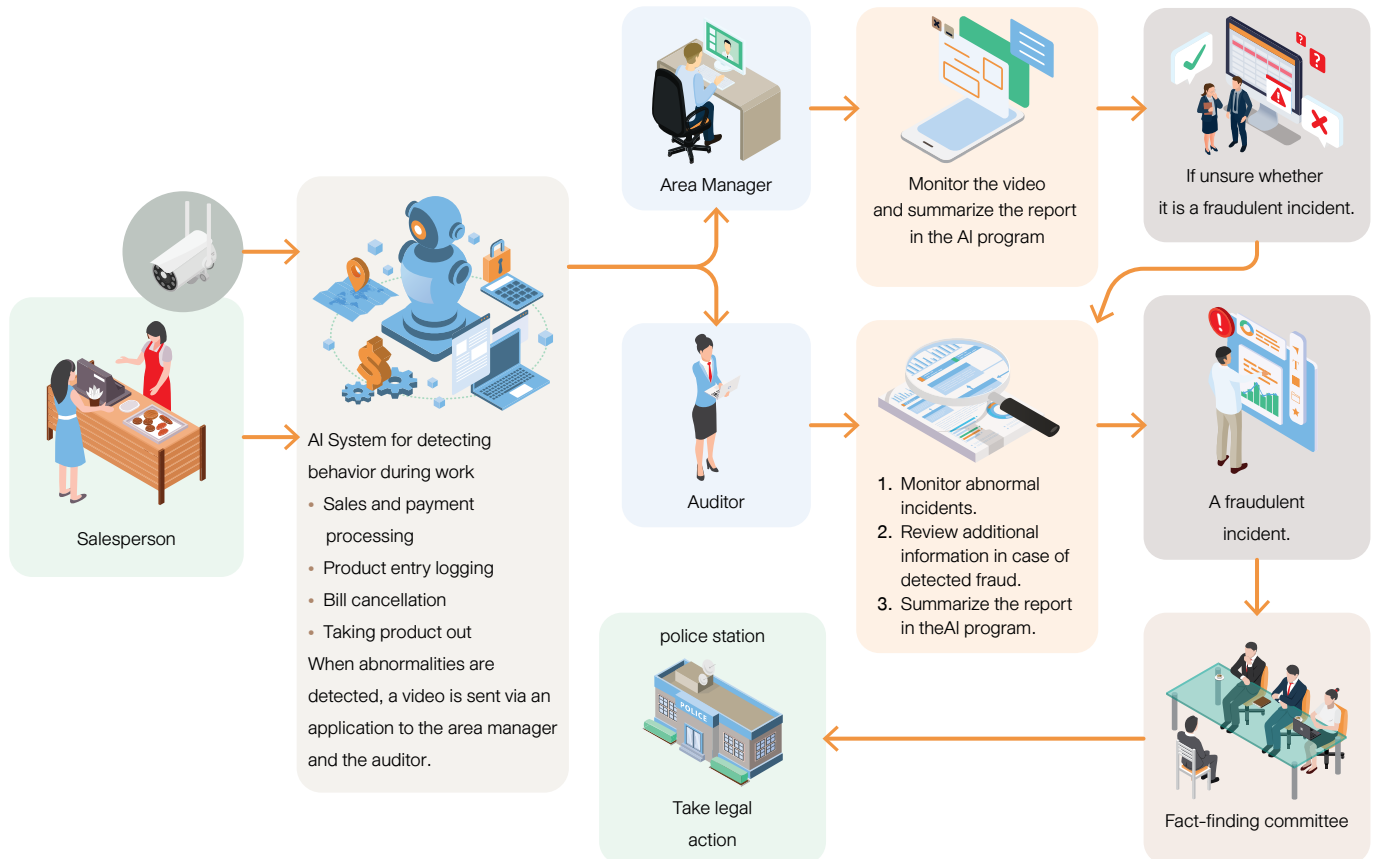 Salesperson
AI System for detecting
behavior during work
• Sales and payment
processing
• Product entry logging
• Bill cancellation
• Taking product out
When abnormalities are
detected, a video is sent via an
application to the area manager
and the auditor.
Area Manager
Monitor the video
and summarize the report
in the AI program
If unsure whether
it is a fraudulent incident.
Auditor
1. Monitor abnormal
incidents.
2. Review additional
information in case of
detected fraud.
3. Summarize the report
in theAI program.
A fraudulent
incident.
Fact-finding committee
police station
POLICE
Take legal
action